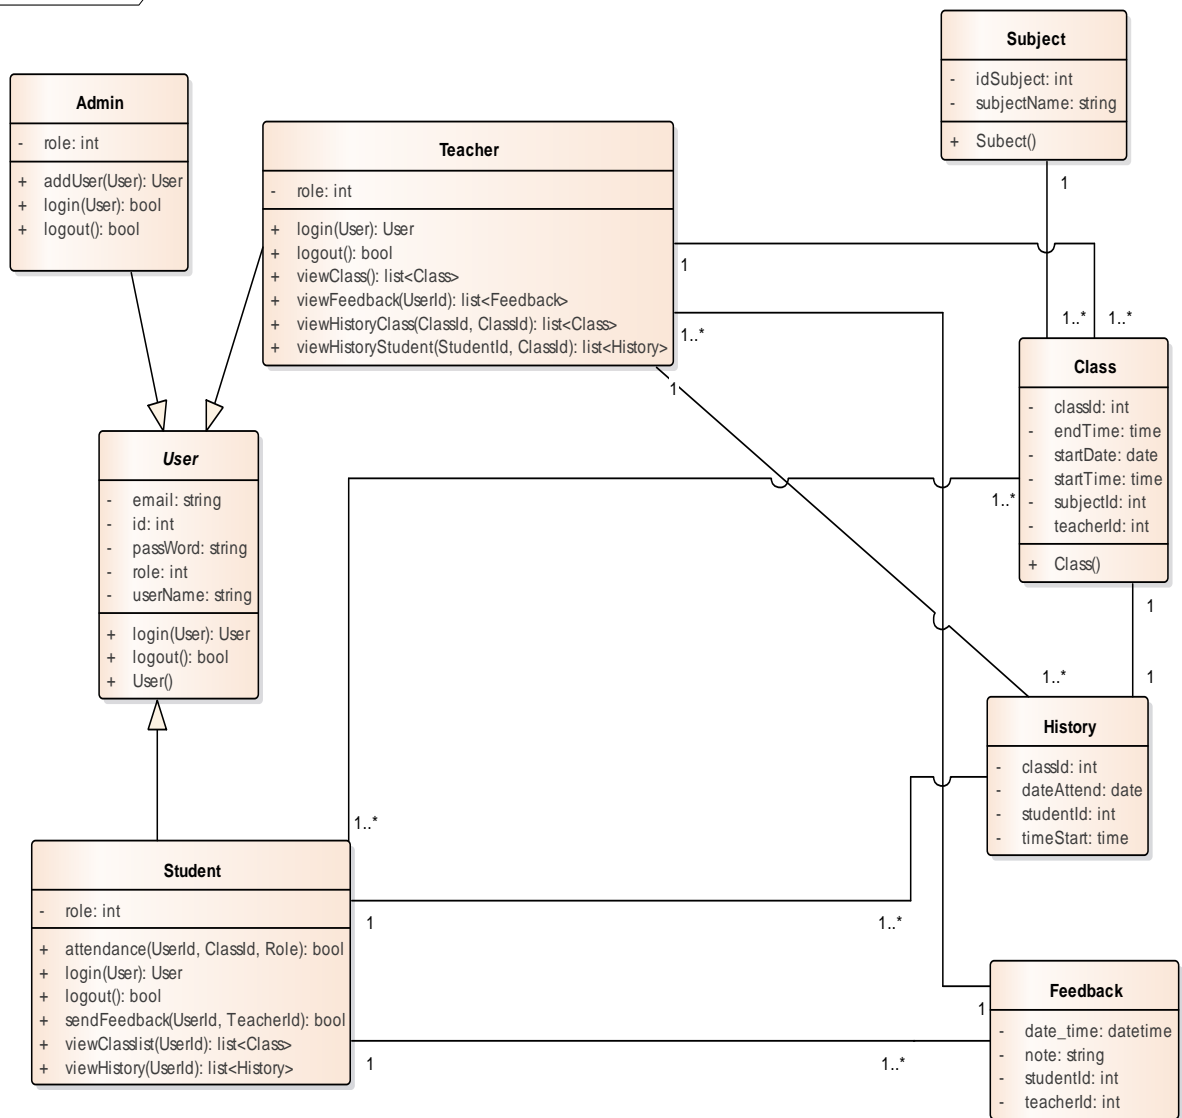 Subject
- idSubject: int
- subjectName: string
+ Subect()
Admin
- role: int
+ addUser(User): User
+ login(User): bool
+ logout(): bool
Teacher
- role: int
+ login(User): User
+ logout(): bool
+ viewClass(): list<Class>
+ viewFeedback(UserId): list<Feedback>
+ viewHistoryClass(ClassId, ClassId): list<Class>
+ viewHistoryStudent(StudentId, ClassId): list<History>
1
1
1..*
1
1..*
1..*
Class
- classId: int
- endTime: time
- startDate: date
- startTime: time
- subjectId: int
- teacherId: int
+ Class()
User
- email: string
- id: int
- passWord: string
- role: int
- userName: string
+ login(User): User
+ logout(): bool
+ User()
1..*
1
1..*
1
History
- classId: int
- dateAttend: date
- studentId: int
- timeStart: time
1..*
Student
- role: int
+ attendance(UserId, ClassId, Role): bool
+ login(User): User
+ logout(): bool
+ sendFeedback(UserId, TeacherId): bool
+ viewClasslist(UserId): list<Class>
+ viewHistory(UserId): list<History>
1
1..*
1
1..*
1
Feedback
- date_time: datetime
- note: string
- studentId: int
- teacherId: int